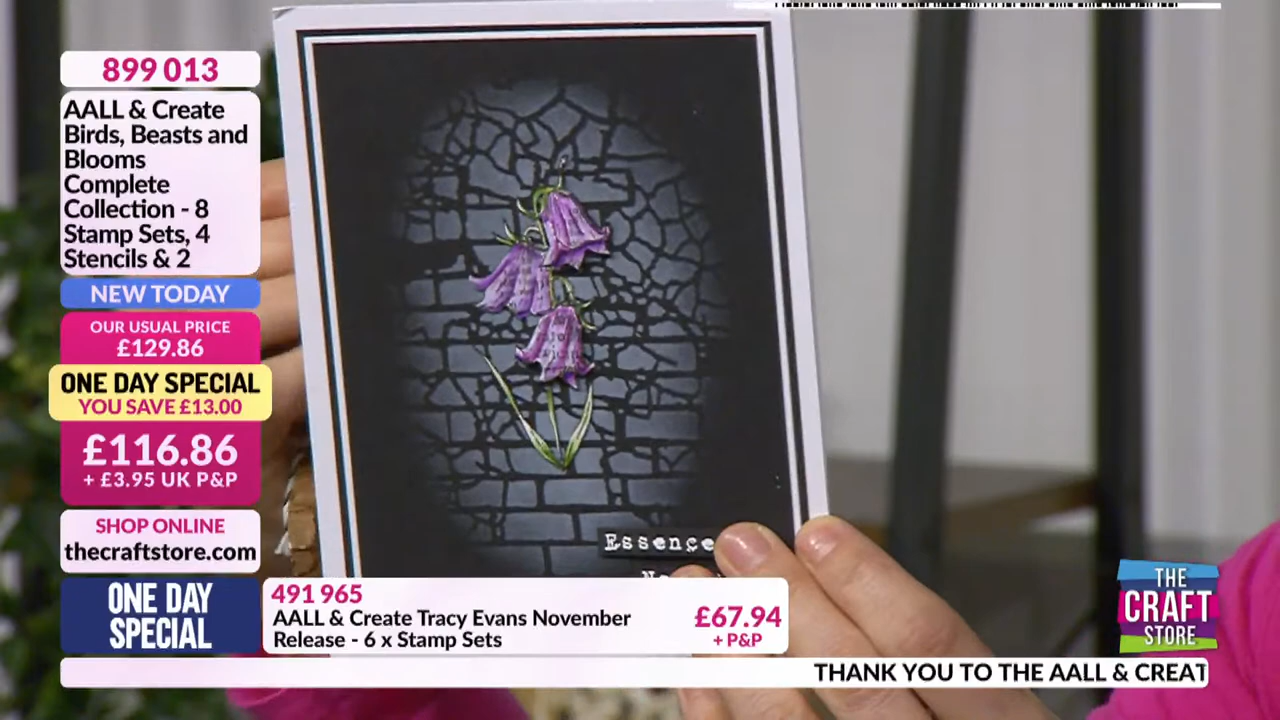 899 013
AALL & Create
Birds, Beasts and
Blooms
Complete
Collection - 8
Stamp Sets, 4
Stencils & 2
NEW TODAY
OUR USUAL PRICE
£129.86
ONE DAY SPECIAL
YOU SAVE £13.00
£116.86
+ £3.95 UK P&P
SHOP ONLINE
thecraftstore.com
ONE DAY
SPECIAL
491 965
AALL & Create Tracy Evans November
Release - 6 x Stamp Sets
£67.94
+ P&P
Essence
THE
CRAFT
STORE
THANK YOU TO THE AALL & CREAT